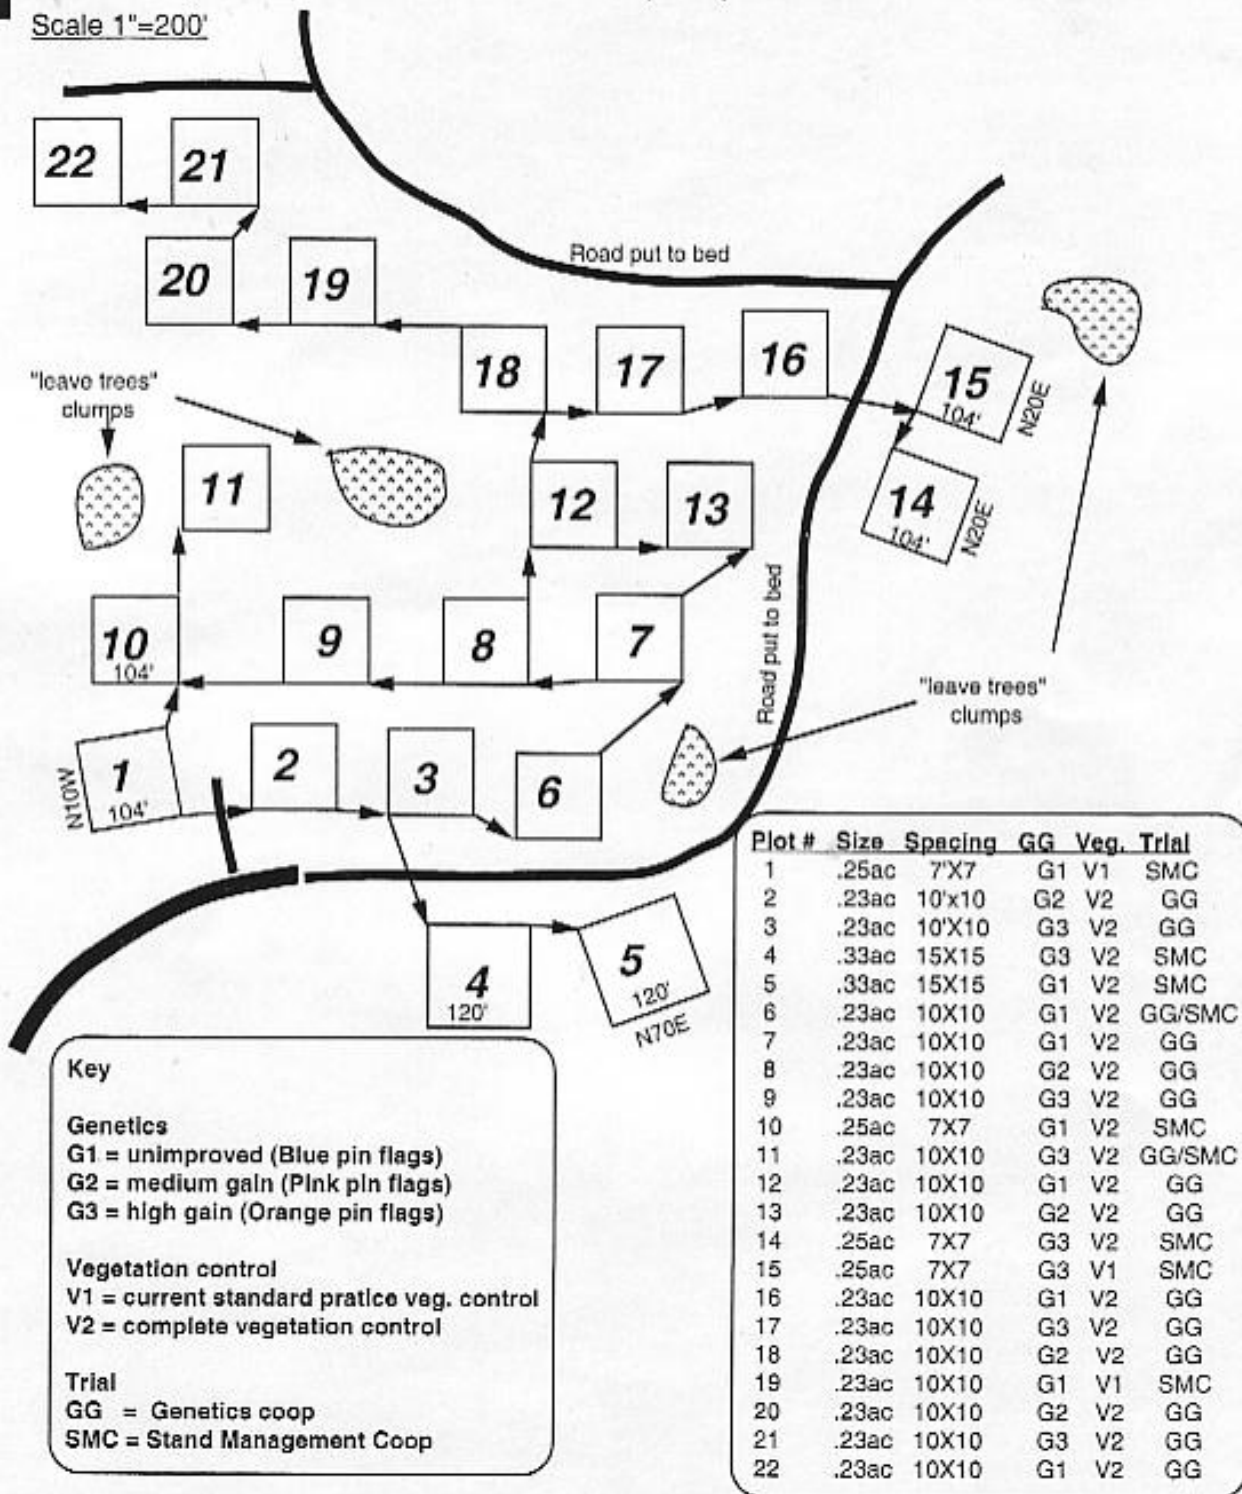 Scale 1"=200'
22
21
Road put to bed
20
19
18
17
16
15
104'
N20E
"leave trees"
clumps
11
12
13
14
104'
N20E
10
104'
9
8
7
Road put to bed
"leave trees"
clumps
1
104'
N10W
2
3
6
4
120'
5
120'
N70E
Key
Genetics
G1 = unimproved (Blue pin flags)
G2 = medium gain (Pink pin flags)
G3 = high gain (Orange pin flags)
Vegetation control
V1 = current standard pratice veg. control
V2 = complete vegetation control
Trial
GG = Genetics coop
SMC = Stand Management Coop
Plot # Size Spacing GG Veg. Trial
1 .25ac 7'X7 G1 V1 SMC
2 .23ac 10'x10 G2 V2 GG
3 .23ac 10'X10 G3 V2 GG
4 .33ac 15X15 G3 V2 SMC
5 .33ac 15X15 G1 V2 SMC
6 .23ac 10X10 G1 V2 GG/SMC
7 .23ac 10X10 G1 V2 GG
8 .23ac 10X10 G2 V2 GG
9 .23ac 10X10 G3 V2 GG
10 .25ac 7X7 G1 V2 SMC
11 .23ac 10X10 G3 V2 GG/SMC
12 .23ac 10X10 G1 V2 GG
13 .23ac 10X10 G2 V2 GG
14 .25ac 7X7 G3 V2 SMC
15 .25ac 7X7 G3 V1 SMC
16 .23ac 10X10 G1 V2 GG
17 .23ac 10X10 G3 V2 GG
18 .23ac 10X10 G2 V2 GG
19 .23ac 10X10 G1 V1 SMC
20 .23ac 10X10 G2 V2 GG
21 .23ac 10X10 G3 V2 GG
22 .23ac 10X10 G1 V2 GG